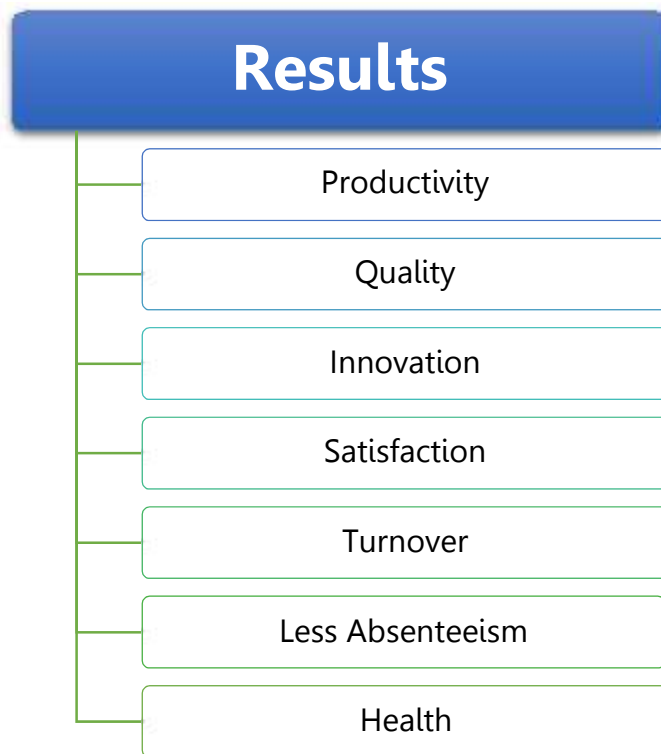 Results
Productivity
Quality
Innovation
Satisfaction
Turnover
Less Absenteeism
Health